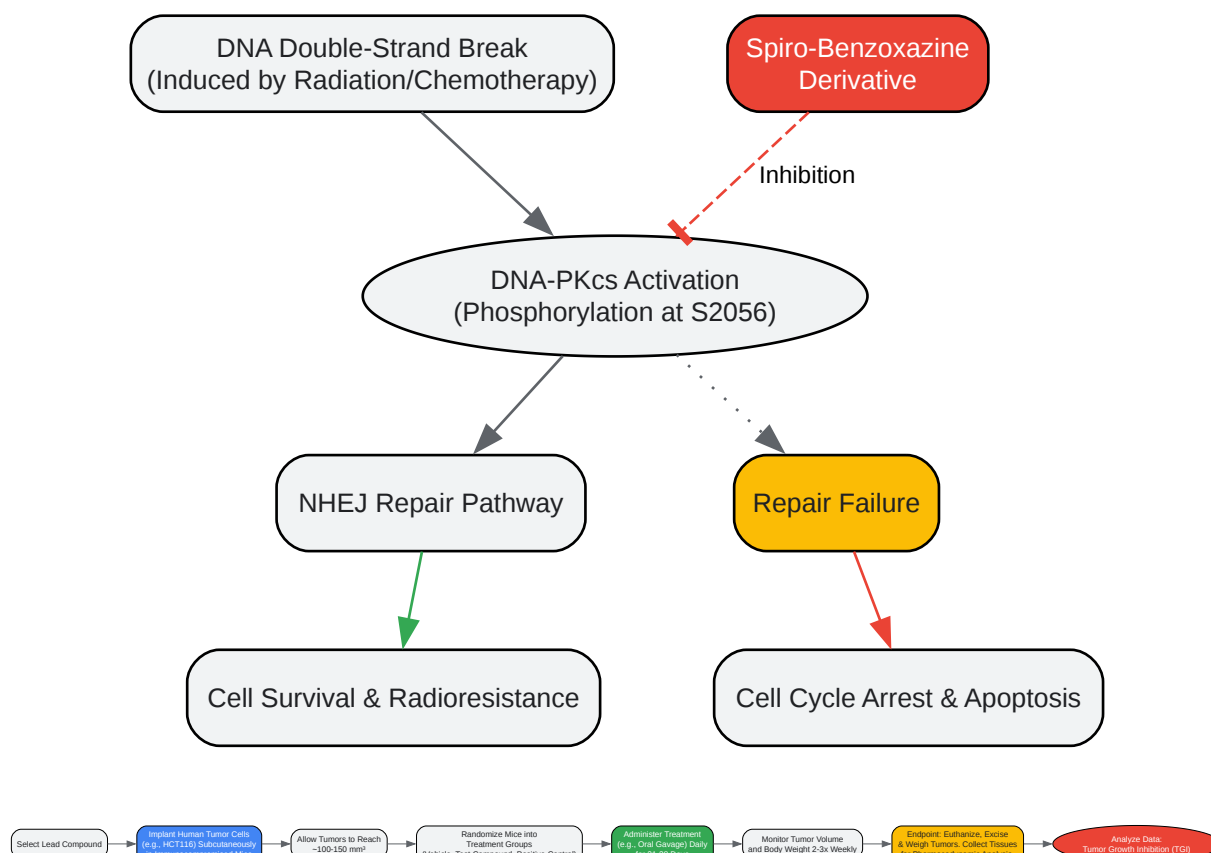 DNA Double-Strand Break
(Induced by Radiation/Chemotherapy)
Spiro-Benzoxazine
Derivative
Inhibition
DNA-PKcs Activation
(Phosphorylation at S2056)
NHEJ Repair Pathway
Repair Failure
Cell Survival & Radioresistance
Cell Cycle Arrest & Apoptosis
Select Lead Compound
Implant Human Tumor Cells
(e.g., HCT116) Subcutaneously
Allow Tumors to Reach
~100-150 mm³
Randomize Mice into
Treatment Groups
Administer Treatment
(e.g., Oral Gavage) Daily
Monitor Tumor Volume
and Body Weight 2-3x Weekly
Endpoint: Euthanize, Excise
& Weigh Tumors. Collect Tissues
Analyze Data:
Tumor Growth Inhibition (TGI)